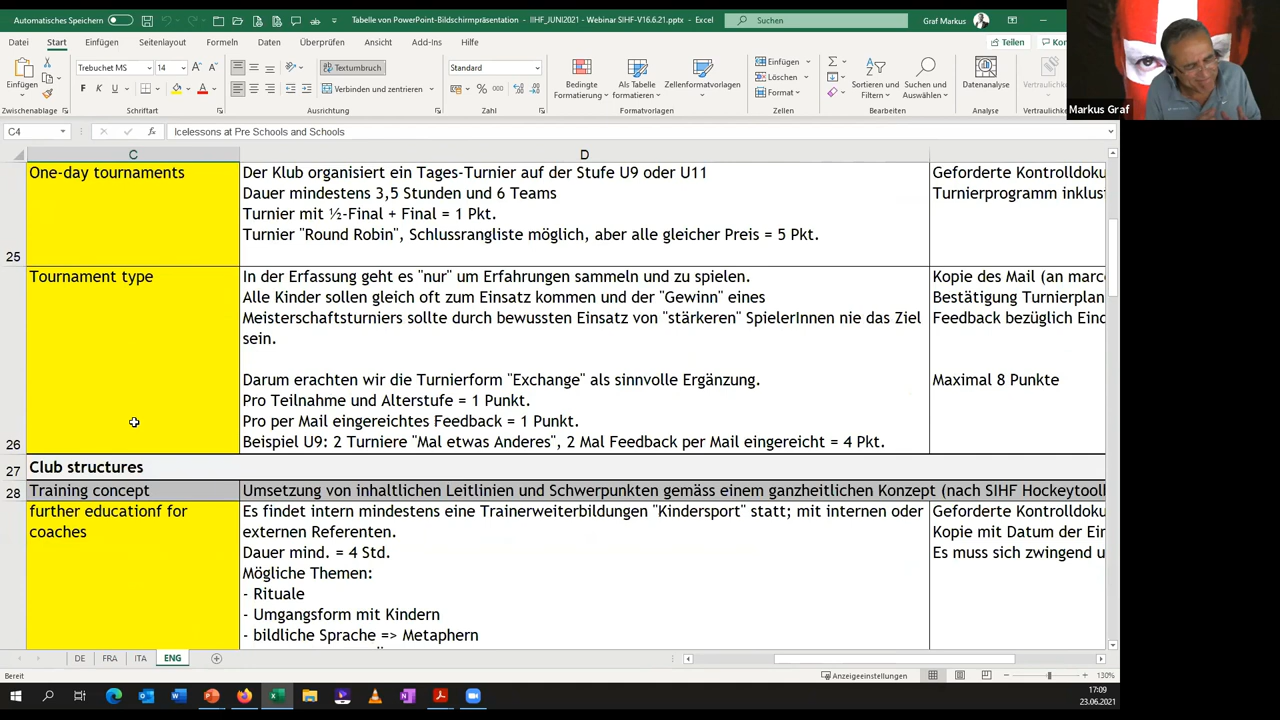 Automatisches Speichern
Tabelle von PowerPoint-Bildschirmpräsentation - IIHF_JUNI2021 - Webinar SIHF-V16.6.21.pptx - Excel
Suchen
Graf Markus
Datei Start Einfügen Seitenlayout Formeln Daten Überprüfen Ansicht Add-Ins Hilfe
Teilen
Trebuchet MS 14
Textumbruch
Standard
Einfügen
Einfügen
Löschen
Format
Verbinden und zentrieren
Bedingte Formatierung
Als Tabelle formatieren
Zellenformatvorlagen
Sortieren und Filtern
Suchen und Auswählen
Datenanalyse
F K U
Zwischenablage Schriftart Ausrichtung Zahl Formatvorlagen Zellen Bearbeiten Analyse
Markus Graf
C4
Icelessons at Pre Schools and Schools
C D
One-day tournaments
Der Klub organisiert ein Tages-Turnier auf der Stufe U9 oder U11
Dauer mindestens 3,5 Stunden und 6 Teams
Turnier mit ½-Final + Final = 1 Pkt.
Turnier "Round Robin", Schlussrangliste möglich, aber alle gleicher Preis = 5 Pkt.
Geforderte Kontrolldoku
Turnierprogramm inklusi
25
Tournament type
In der Erfassung geht es "nur" um Erfahrungen sammeln und zu spielen.
Alle Kinder sollen gleich oft zum Einsatz kommen und der "Gewinn" eines
Meisterschaftsturniers sollte durch bewussten Einsatz von "stärkeren" SpielerInnen nie das Ziel
sein.
Darum erachten wir die Turnierform "Exchange" als sinnvolle Ergänzung.
Pro Teilnahme und Alterstufe = 1 Punkt.
Pro per Mail eingereichtes Feedback = 1 Punkt.
Beispiel U9: 2 Turniere "Mal etwas Anderes", 2 Mal Feedback per Mail eingereicht = 4 Pkt.
Kopie des Mail (an marc
Bestätigung Turnierplan
Feedback bezüglich Einc
Maximal 8 Punkte
26
27 Club structures
28 Training concept
Umsetzung von inhaltlichen Leitlinien und Schwerpunkten gemäss einem ganzheitlichen Konzept (nach SIHF Hockeytool
further educationf for
coaches
Es findet intern mindestens eine Trainerweiterbildungen "Kindersport" statt; mit internen oder
externen Referenten.
Dauer mind. = 4 Std.
Mögliche Themen:
- Rituale
- Umgangsform mit Kindern
- bildliche Sprache => Metaphern
Geforderte Kontrolldoku
Kopie mit Datum der Ein
Es muss sich zwingend u
DE FRA ITA ENG
Bereit
Anzeigeeinstellungen
130%
17:09
23.06.2021